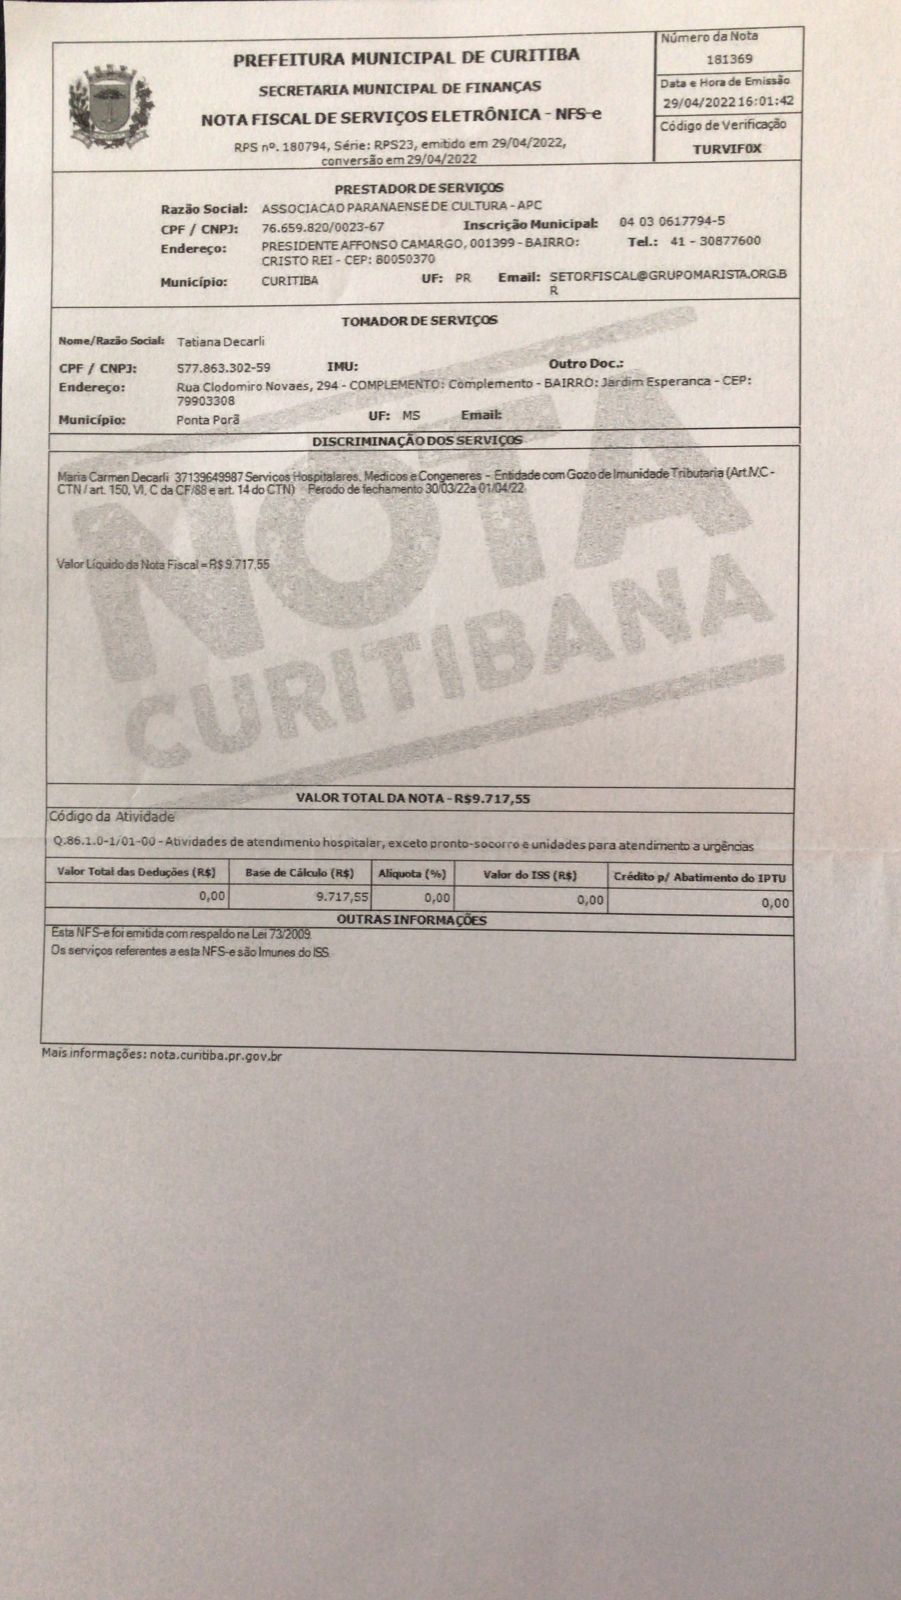 PREFEITURA MUNICIPAL DE CURITIBA
SECRETARIA MUNICIPAL DE FINANÇAS
NOTA FISCAL DE SERVIÇOS ELETRÔNICA - NFS-e
RPS nº. 180794, Série: RPS23, emitido em 29/04/2022,
conversão em 29/04/2022
Número da Nota
181369
Data e Hora de Emissão
29/04/2022 16:01:42
Código de Verificação
TURVIF0X
PRESTADOR DE SERVIÇOS
Razão Social: ASSOCIACAO PARANAENSE DE CULTURA - APC
CPF / CNPJ: 76.659.820/0023-67 Inscrição Municipal: 04 03 0617794-5
Endereço: PRESIDENTE AFFONSO CAMARGO, 001399 - BAIRRO: Tel.: 41 - 30877600
CRISTO REI - CEP: 80050370
Município: CURITIBA UF: PR Email: SETORFISCAL@GRUPOMARISTA.ORG.B
R
TOMADOR DE SERVIÇOS
Nome/Razão Social: Tatiana Decarli
CPF / CNPJ: 577.863.302-59 IMU: Outro Doc.:
Endereço: Rua Clodomiro Novaes, 294 - COMPLEMENTO: Complemento - BAIRRO: Jardim Esperanca - CEP:
79903308
Município: Ponta Porã UF: MS Email:
DISCRIMINAÇÃO DOS SERVIÇOS
Maria Carmen Decarli 37139649987 Servicos Hospitalares, Medicos e Congeneres - Entidade com Gozo de Imunidade Tributaria (Art.IV,C -
CTN / art. 150, VI, C da CF/88 e art. 14 do CTN) Perodo de fechamento 30/03/22 a 01/04/22
Valor Líquido da Nota Fiscal = R$ 9.717,55
NOTA
CURITIBANA
VALOR TOTAL DA NOTA - R$9.717,55
Código da Atividade
Q.86.1.0-1/01-00 - Atividades de atendimento hospitalar, exceto pronto-socorro e unidades para atendimento a urgências
Valor Total das Deduções (R$) Base de Cálculo (R$) Alíquota (%) Valor do ISS (R$) Crédito p/ Abatimento do IPTU
0,00 9.717,55 0,00 0,00 0,00
OUTRAS INFORMAÇÕES
Esta NFS-e foi emitida com respaldo na Lei 73/2009.
Os serviços referentes a esta NFS-e são Imunes do ISS.
Mais informações: nota.curitiba.pr.gov.br